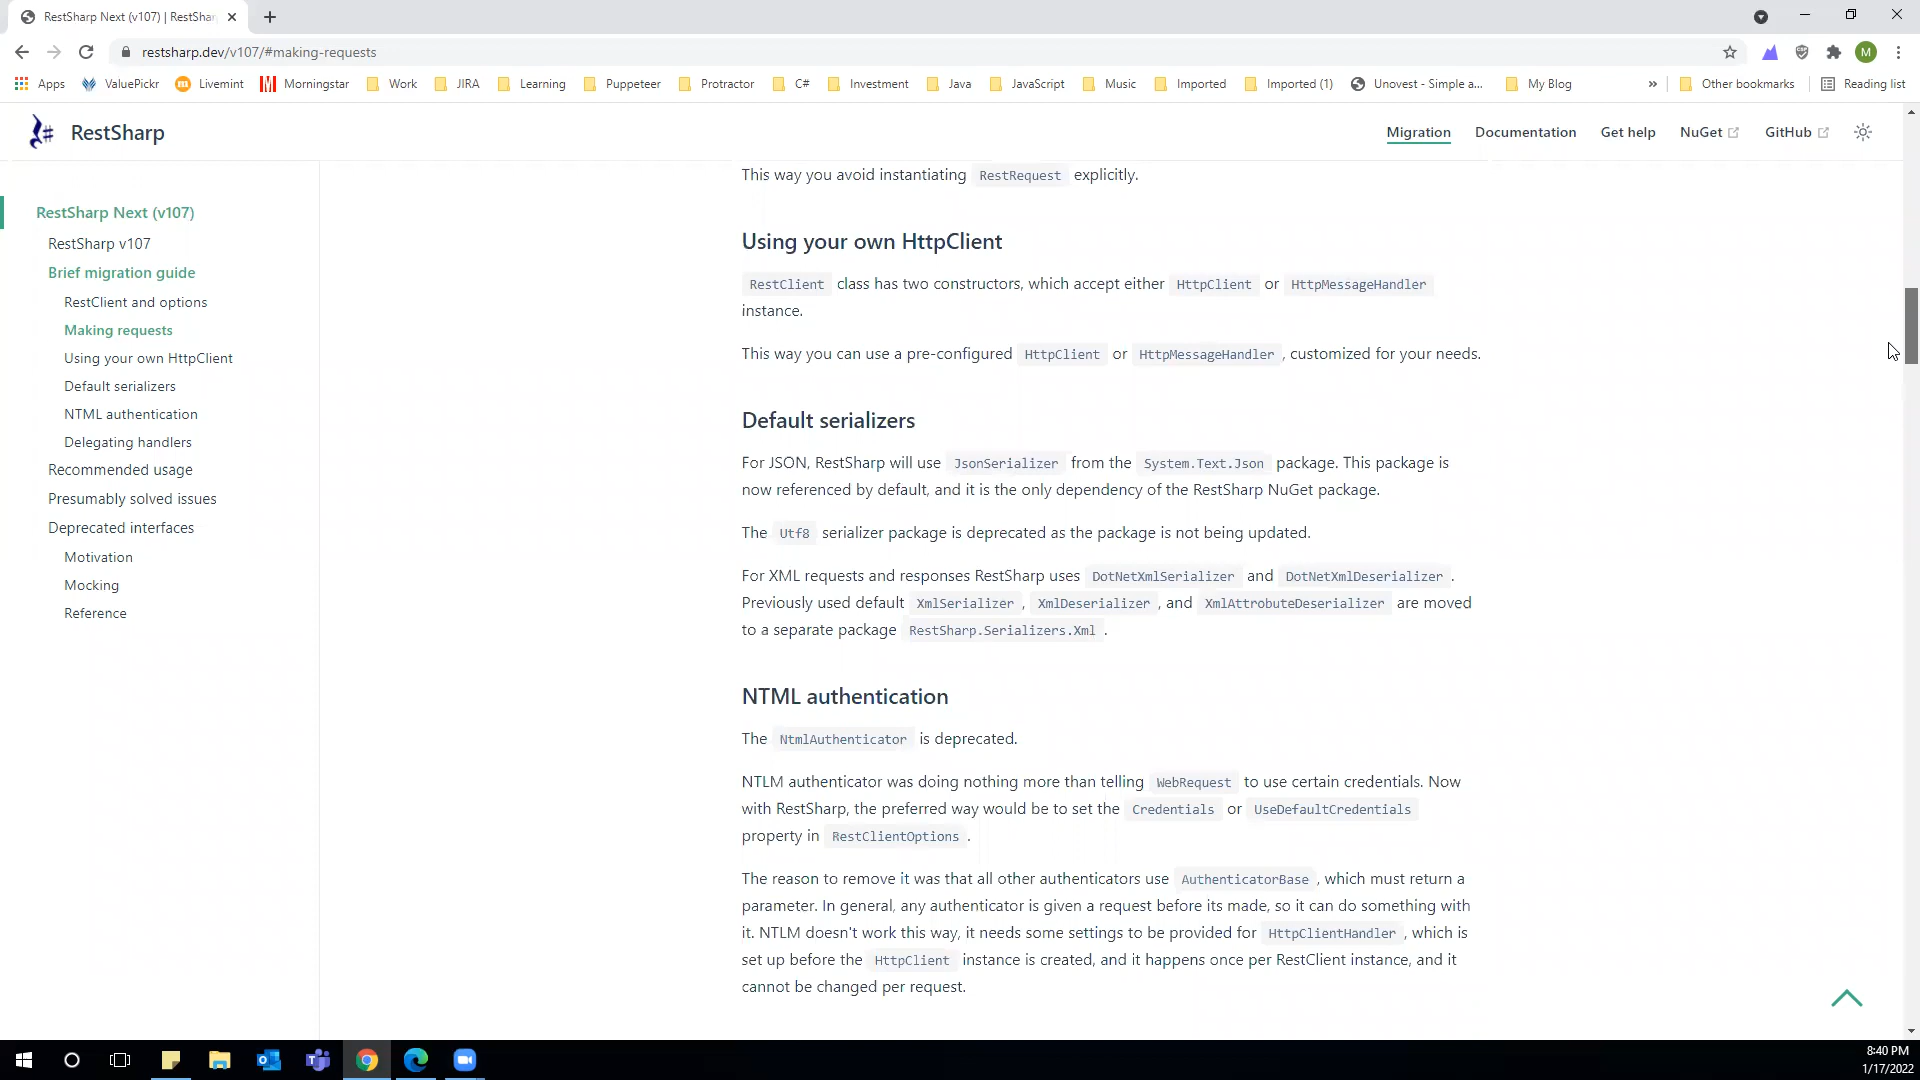 RestSharp Next (v107) | RestShar
restsharp.dev/v107/#making-requests
M
Apps
ValuePickr
Livemint
Morningstar
Work
JIRA
Learning
Puppeteer
Protractor
C#
Investment
Java
JavaScript
Music
Imported
Imported (1)
Unovest - Simple a...
My Blog
»
Other bookmarks
Reading list
RestSharp
Migration
Documentation
Get help
NuGet
GitHub
RestSharp Next (v107)
RestSharp v107
Brief migration guide
RestClient and options
Making requests
Using your own HttpClient
Default serializers
NTML authentication
Delegating handlers
Recommended usage
Presumably solved issues
Deprecated interfaces
Motivation
Mocking
Reference
This way you avoid instantiating RestRequest explicitly.
Using your own HttpClient
RestClient class has two constructors, which accept either HttpClient or HttpMessageHandler
instance.
This way you can use a pre-configured HttpClient or HttpMessageHandler , customized for your needs.
Default serializers
For JSON, RestSharp will use JsonSerializer from the System.Text.Json package. This package is
now referenced by default, and it is the only dependency of the RestSharp NuGet package.
The Utf8 serializer package is deprecated as the package is not being updated.
For XML requests and responses RestSharp uses DotNetXmlSerializer and DotNetXmlDeserializer .
Previously used default XmlSerializer , XmlDeserializer , and XmlAttrobuteDeserializer are moved
to a separate package RestSharp.Serializers.Xml .
NTML authentication
The NtmlAuthenticator is deprecated.
NTLM authenticator was doing nothing more than telling WebRequest to use certain credentials. Now
with RestSharp, the preferred way would be to set the Credentials or UseDefaultCredentials
property in RestClientOptions .
The reason to remove it was that all other authenticators use AuthenticatorBase , which must return a
parameter. In general, any authenticator is given a request before its made, so it can do something with
it. NTLM doesn't work this way, it needs some settings to be provided for HttpClientHandler , which is
set up before the HttpClient instance is created, and it happens once per RestClient instance, and it
cannot be changed per request.
8:40 PM
1/17/2022